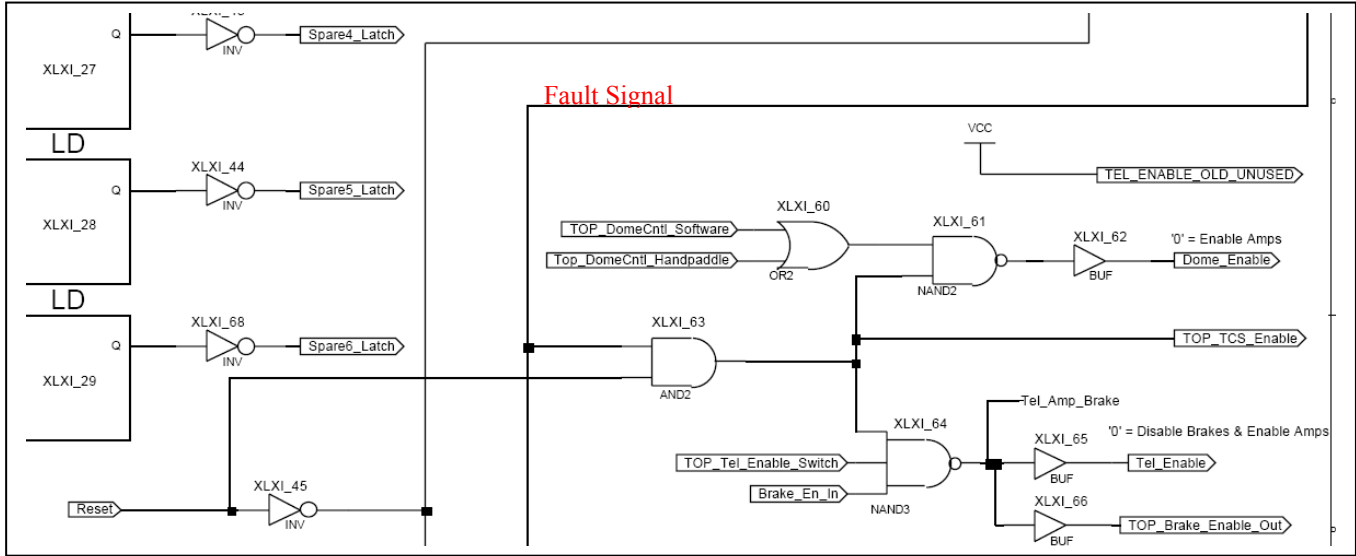 Q
INV
Spare4_Latch
XLXI_27
Fault Signal
LD
VCC
XLXI_44
Q
INV
Spare5_Latch
TEL_ENABLE_OLD_UNUSED
XLXI_28
XLXI_60
XLXI_61
TOP_DomeCntl_Software
XLXI_62
'0' = Enable Amps
Top_DomeCntl_Handpaddle
OR2
NAND2
BUF
Dome_Enable
LD
XLXI_68
XLXI_63
Q
INV
Spare6_Latch
TOP_TCS_Enable
XLXI_29
AND2
Tel_Amp_Brake
XLXI_64
'0' = Disable Brakes & Enable Amps
XLXI_65
TOP_Tel_Enable_Switch
BUF
Tel_Enable
XLXI_45
Brake_En_In
NAND3
XLXI_66
Reset
INV
BUF
TOP_Brake_Enable_Out